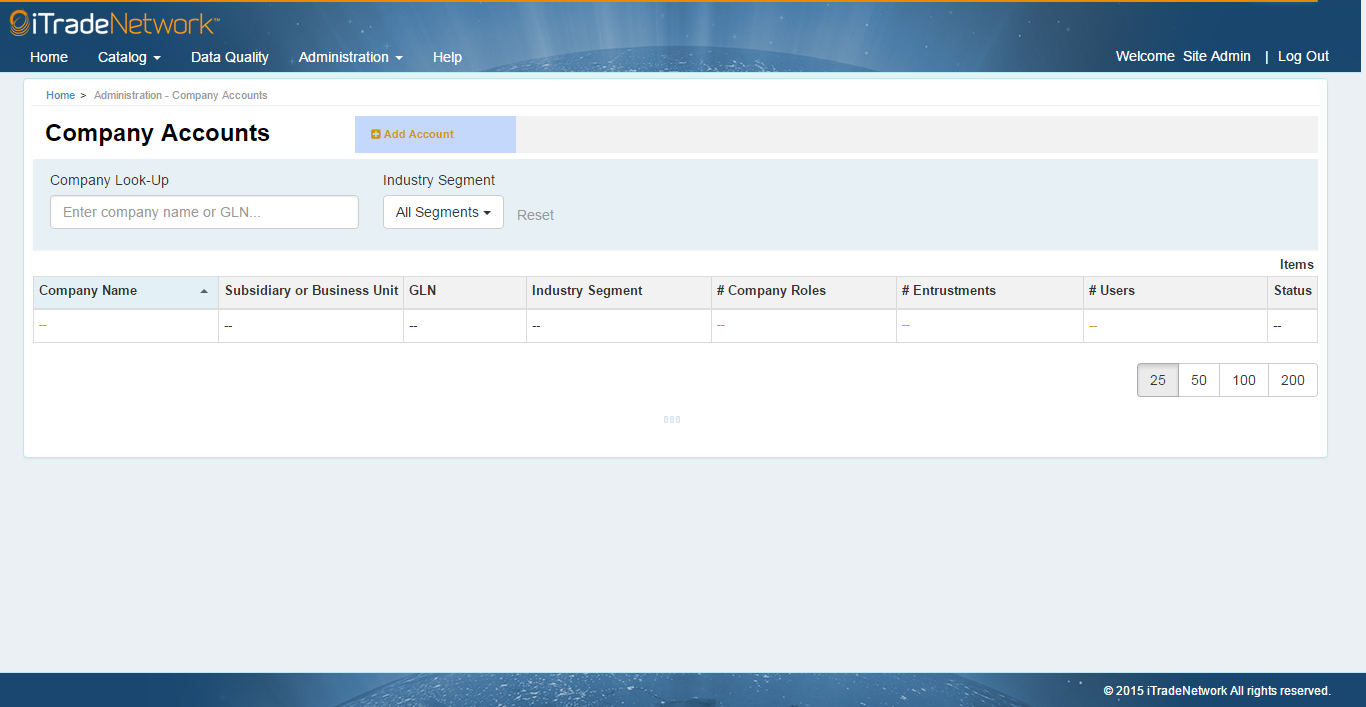 iTradeNetwork™
Home Catalog Data Quality Administration Help Welcome Site Admin | Log Out
Home > Administration - Company Accounts
Company Accounts Add Account
Company Look-Up Industry Segment
Enter company name or GLN... All Segments Reset
Items
Company Name Subsidiary or Business Unit GLN Industry Segment # Company Roles # Entrustments # Users Status
-- -- -- -- -- -- -- --
25 50 100 200
© 2015 iTradeNetwork All rights reserved.